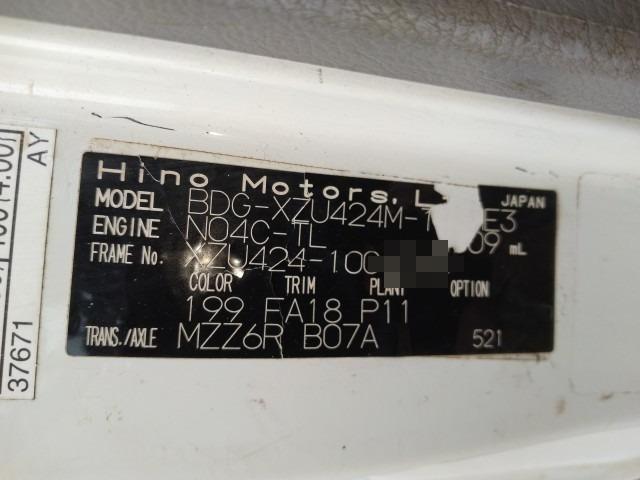 Hino Motors, L
JAPAN
MODEL BDG-XZU424M-T E3
ENGINE N04C-TL 09 mL
FRAME No. XZU424-100
COLOR TRIM PLANT OPTION
199 FA18 P11
TRANS./AXLE MZZ6R B07A 521
AY
37671